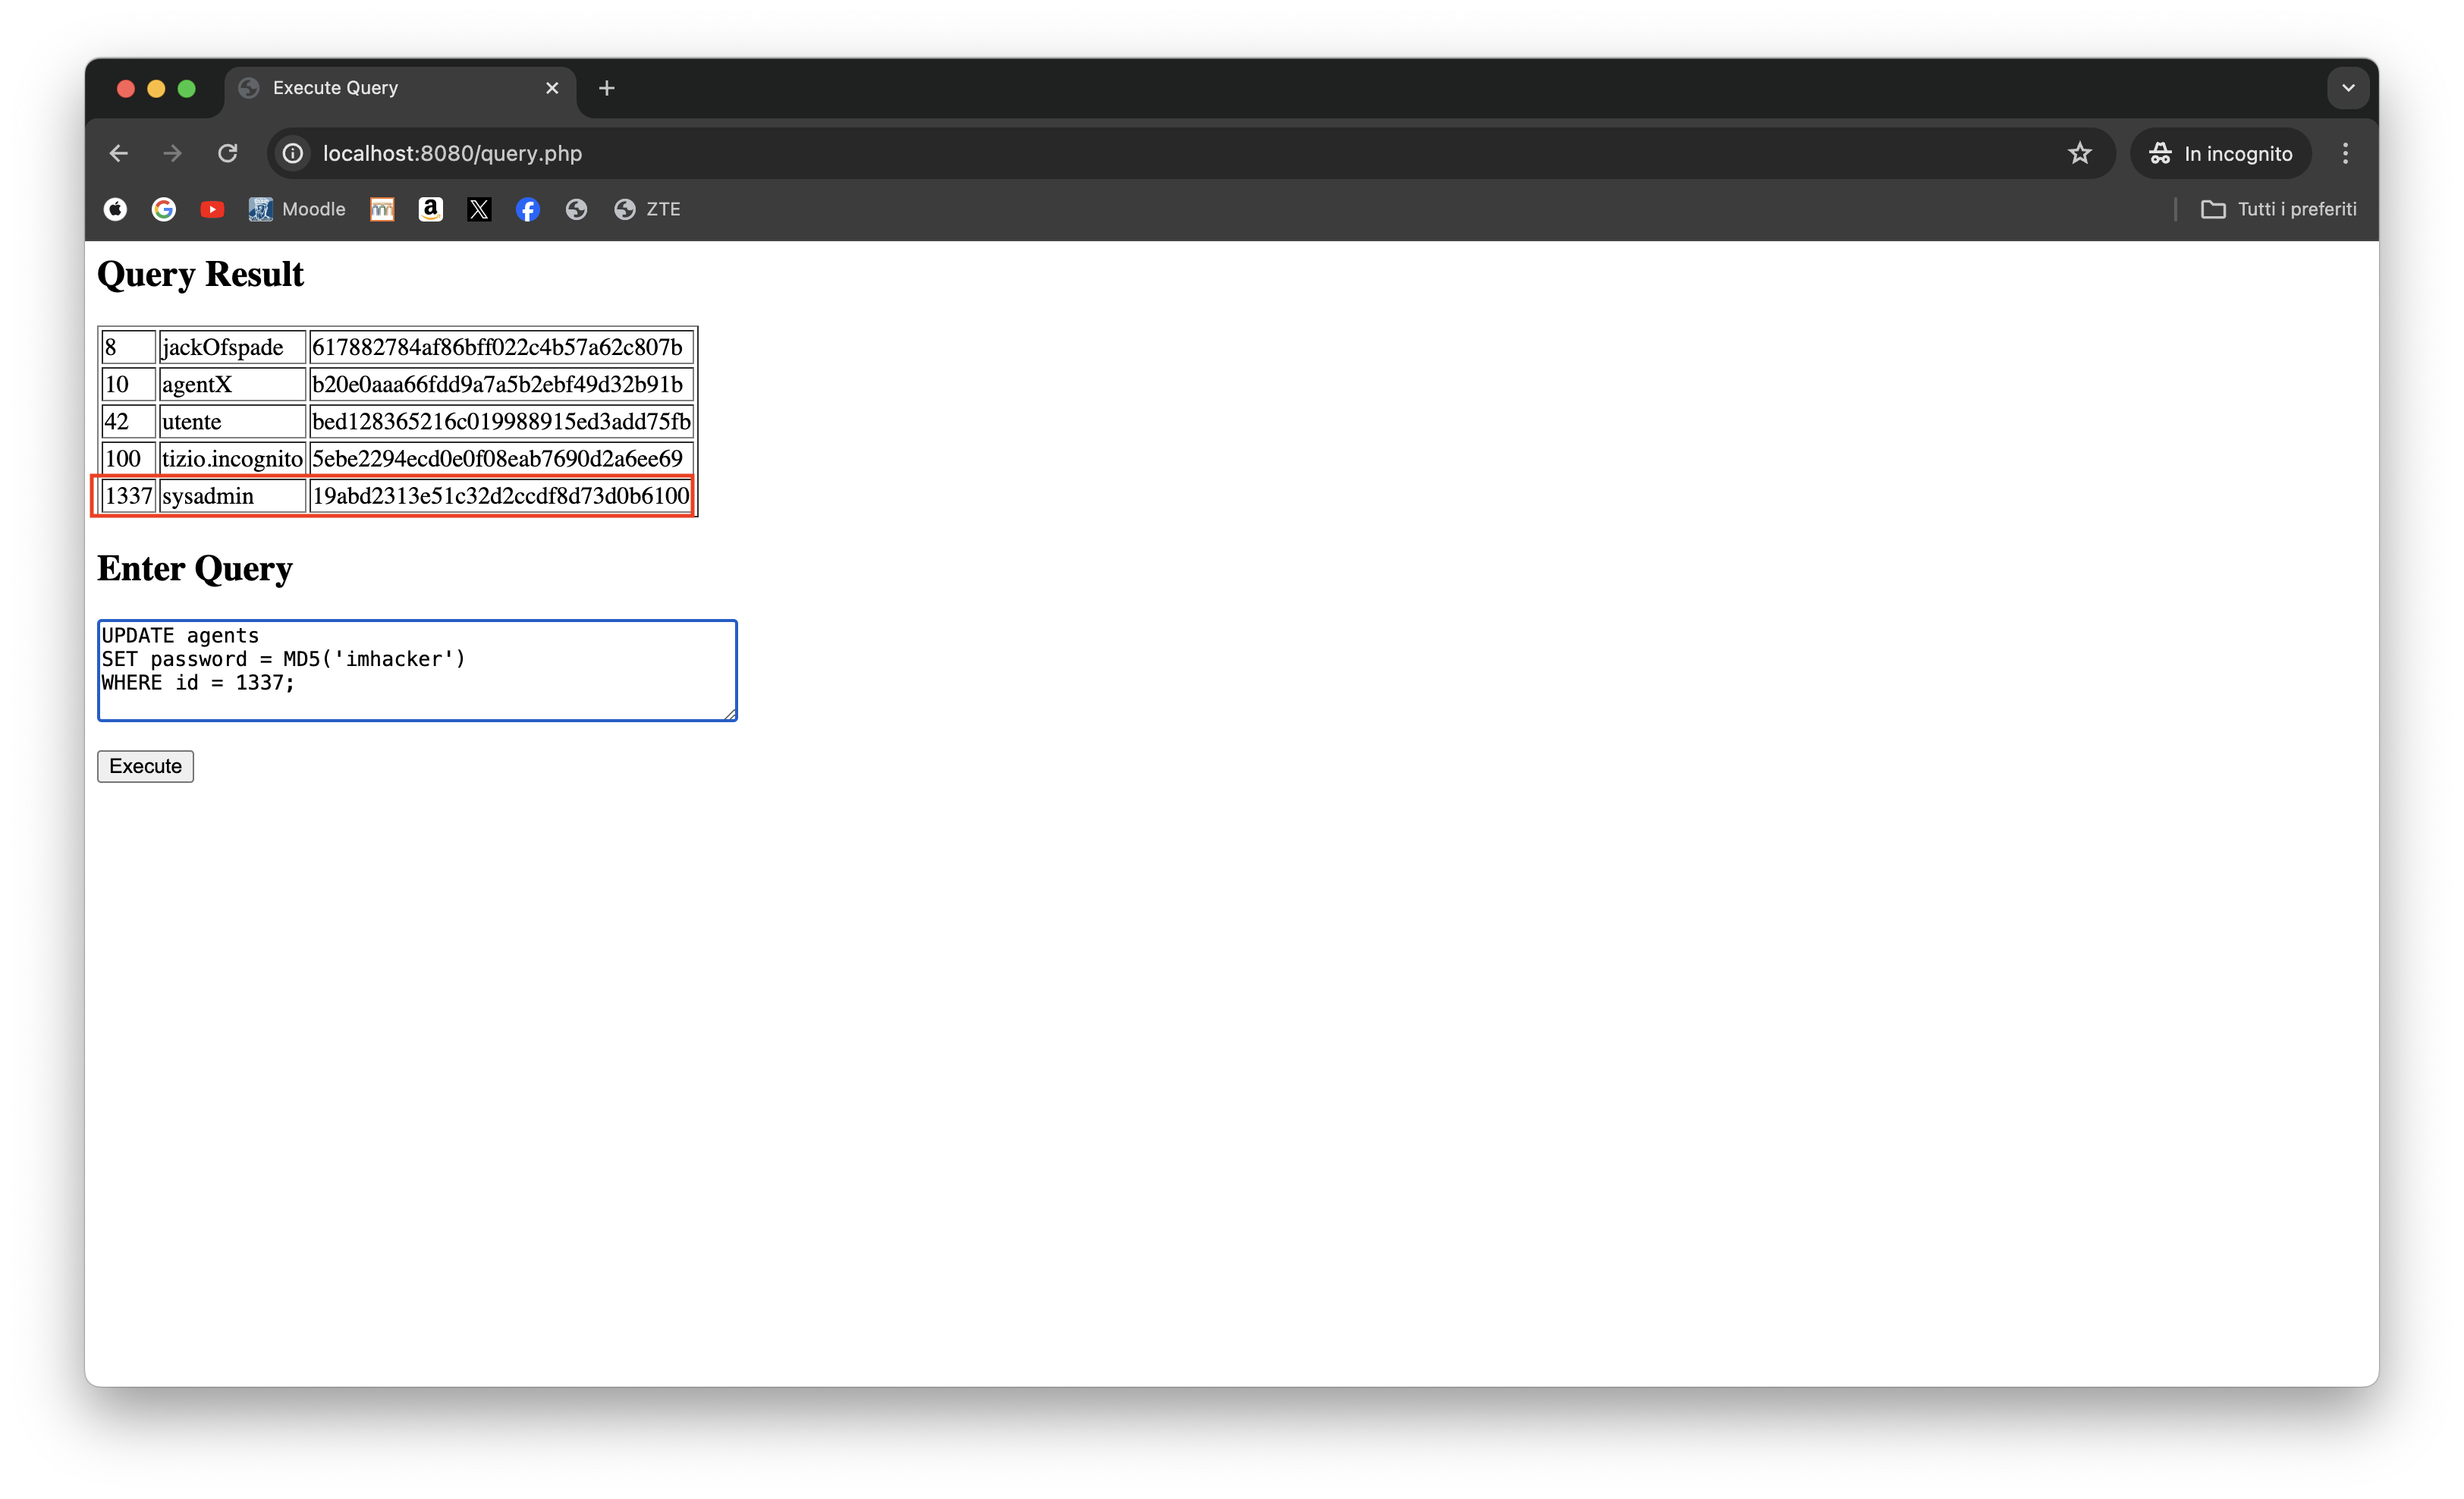 Execute Query
localhost:8080/query.php
In incognito
Moodle
ZTE
Tutti i preferiti
Query Result
8 jackOfspade 617882784af86bff022c4b57a62c807b
10 agentX b20e0aaa66fdd9a7a5b2ebf49d32b91b
42 utente bed128365216c019988915ed3add75fb
100 tizio.incognito 5ebe2294ecd0e0f08eab7690d2a6ee69
1337 sysadmin 19abd2313e51c32d2ccdf8d73d0b6100
Enter Query
UPDATE agents
SET password = MD5('imhacker')
WHERE id = 1337;
Execute